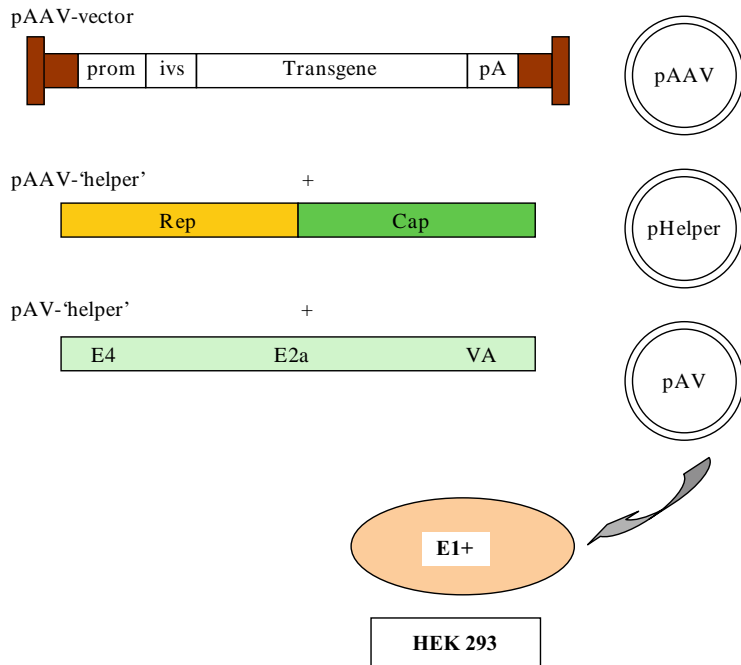 pAAV-vector
prom ivs Transgene pA
pAAV
pAAV-‘helper’ +
Rep Cap
pHelper
pAV-‘helper’ +
E4 E2a VA
pAV
E1+
HEK 293